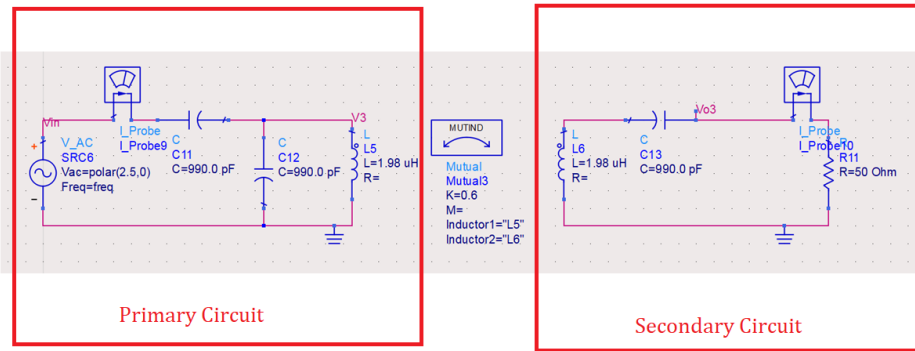 Vin
I_Probe
I_Probe9
V_AC
SRC6
Vac=polar(2.5,0)
Freq=freq
C
C11
C=990.0 pF
C
C12
C=990.0 pF
V3
L
L5
L=1.98 uH
R=
MUTIND
Mutual
Mutual3
K=0.6
M=
Inductor1="L5"
Inductor2="L6"
L
L6
L=1.98 uH
R=
C
C13
C=990.0 pF
Vo3
I_Probe
I_Probe10
R
R11
R=50 Ohm
Primary Circuit
Secondary Circuit